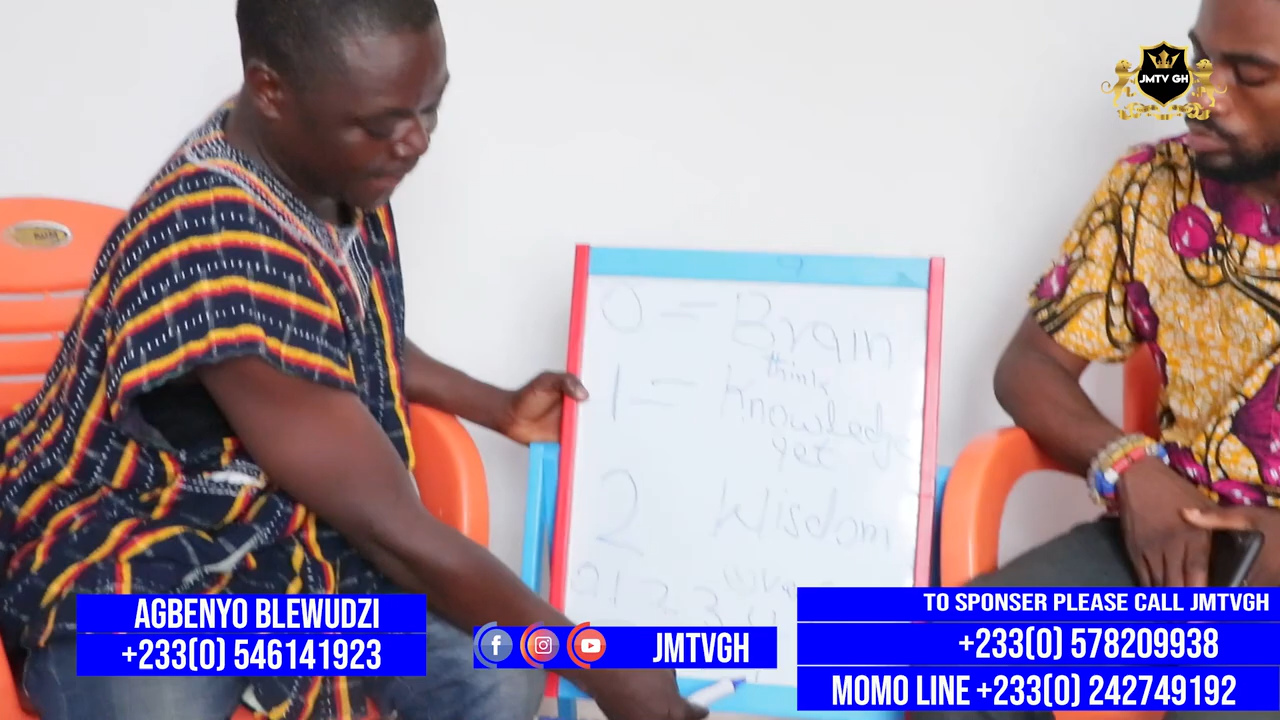 JMTV GH
0 = Brain
think
1 = Knowledge
get
2 Wisdom
AGBENYO BLEWUDZI
+233(0) 546141923
JMTVGH
TO SPONSER PLEASE CALL JMTVGH
+233(0) 578209938
MOMO LINE +233(0) 242749192